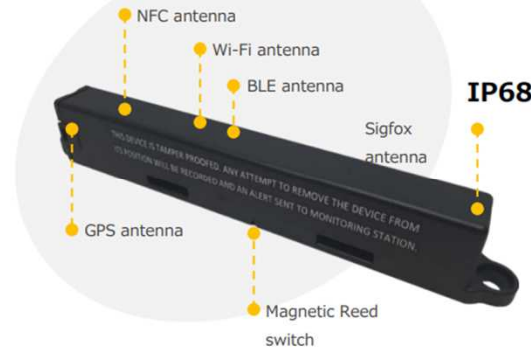 NFC antenna
Wi-Fi antenna
BLE antenna
IP68
Sigfox
antenna
THIS DEVICE IS TAMPER PROOFED. ANY ATTEMPT TO REMOVE THE DEVICE FROM
ITS POSITION WILL BE RECORDED AND AN ALERT SENT TO MONITORING STATION.
GPS antenna
Magnetic Reed
switch